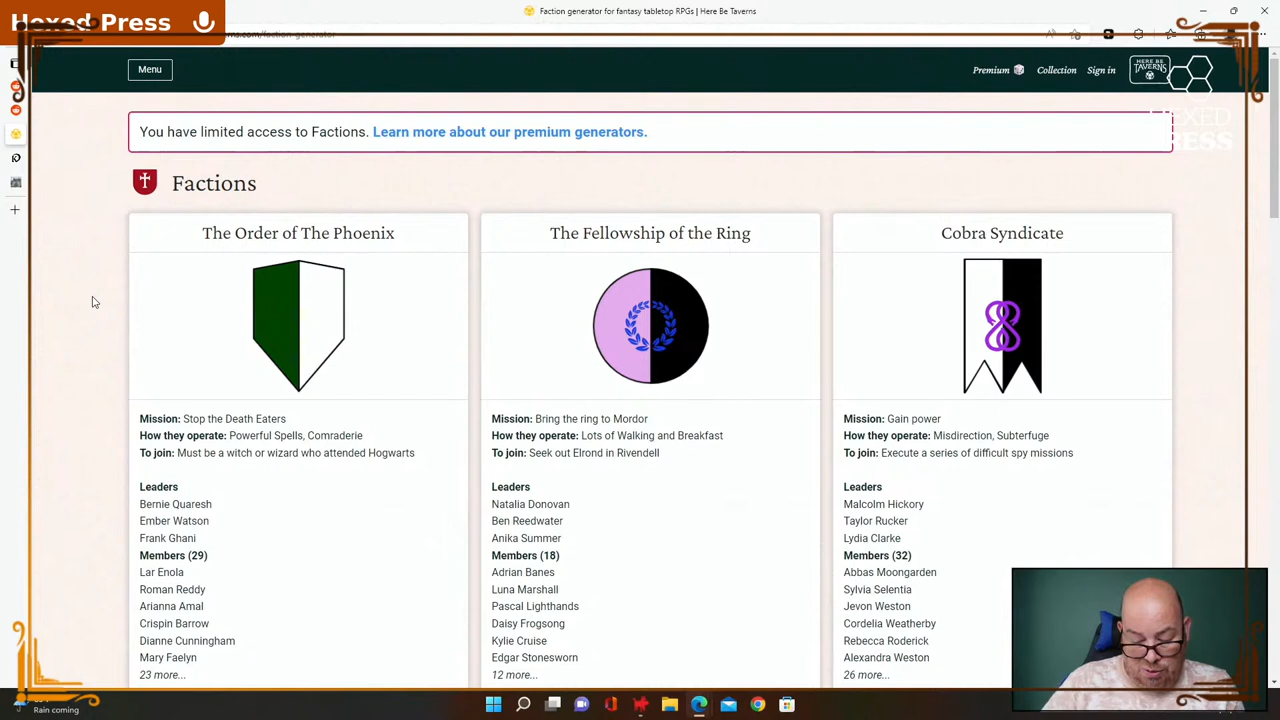 Hexed Press
Faction generator for fantasy tabletop RPGs | Here Be Taverns
Menu
Premium
Collection
Sign in
HERE BE
TAVERNS
HEXED
PRESS
You have limited access to Factions. Learn more about our premium generators.
Factions
The Order of The Phoenix
Mission: Stop the Death Eaters
How they operate: Powerful Spells, Comraderie
To join: Must be a witch or wizard who attended Hogwarts
Leaders
Bernie Quaresh
Ember Watson
Frank Ghani
Members (29)
Lar Enola
Roman Reddy
Arianna Amal
Crispin Barrow
Dianne Cunningham
Mary Faelyn
23 more...
The Fellowship of the Ring
Mission: Bring the ring to Mordor
How they operate: Lots of Walking and Breakfast
To join: Seek out Elrond in Rivendell
Leaders
Natalia Donovan
Ben Reedwater
Anika Summer
Members (18)
Adrian Banes
Luna Marshall
Pascal Lighthands
Daisy Frogsong
Kylie Cruise
Edgar Stonesworn
12 more...
Cobra Syndicate
Mission: Gain power
How they operate: Misdirection, Subterfuge
To join: Execute a series of difficult spy missions
Leaders
Malcolm Hickory
Taylor Rucker
Lydia Clarke
Members (32)
Abbas Moongarden
Sylvia Selentia
Jevon Weston
Cordelia Weatherby
Rebecca Roderick
Alexandra Weston
26 more...
Rain coming